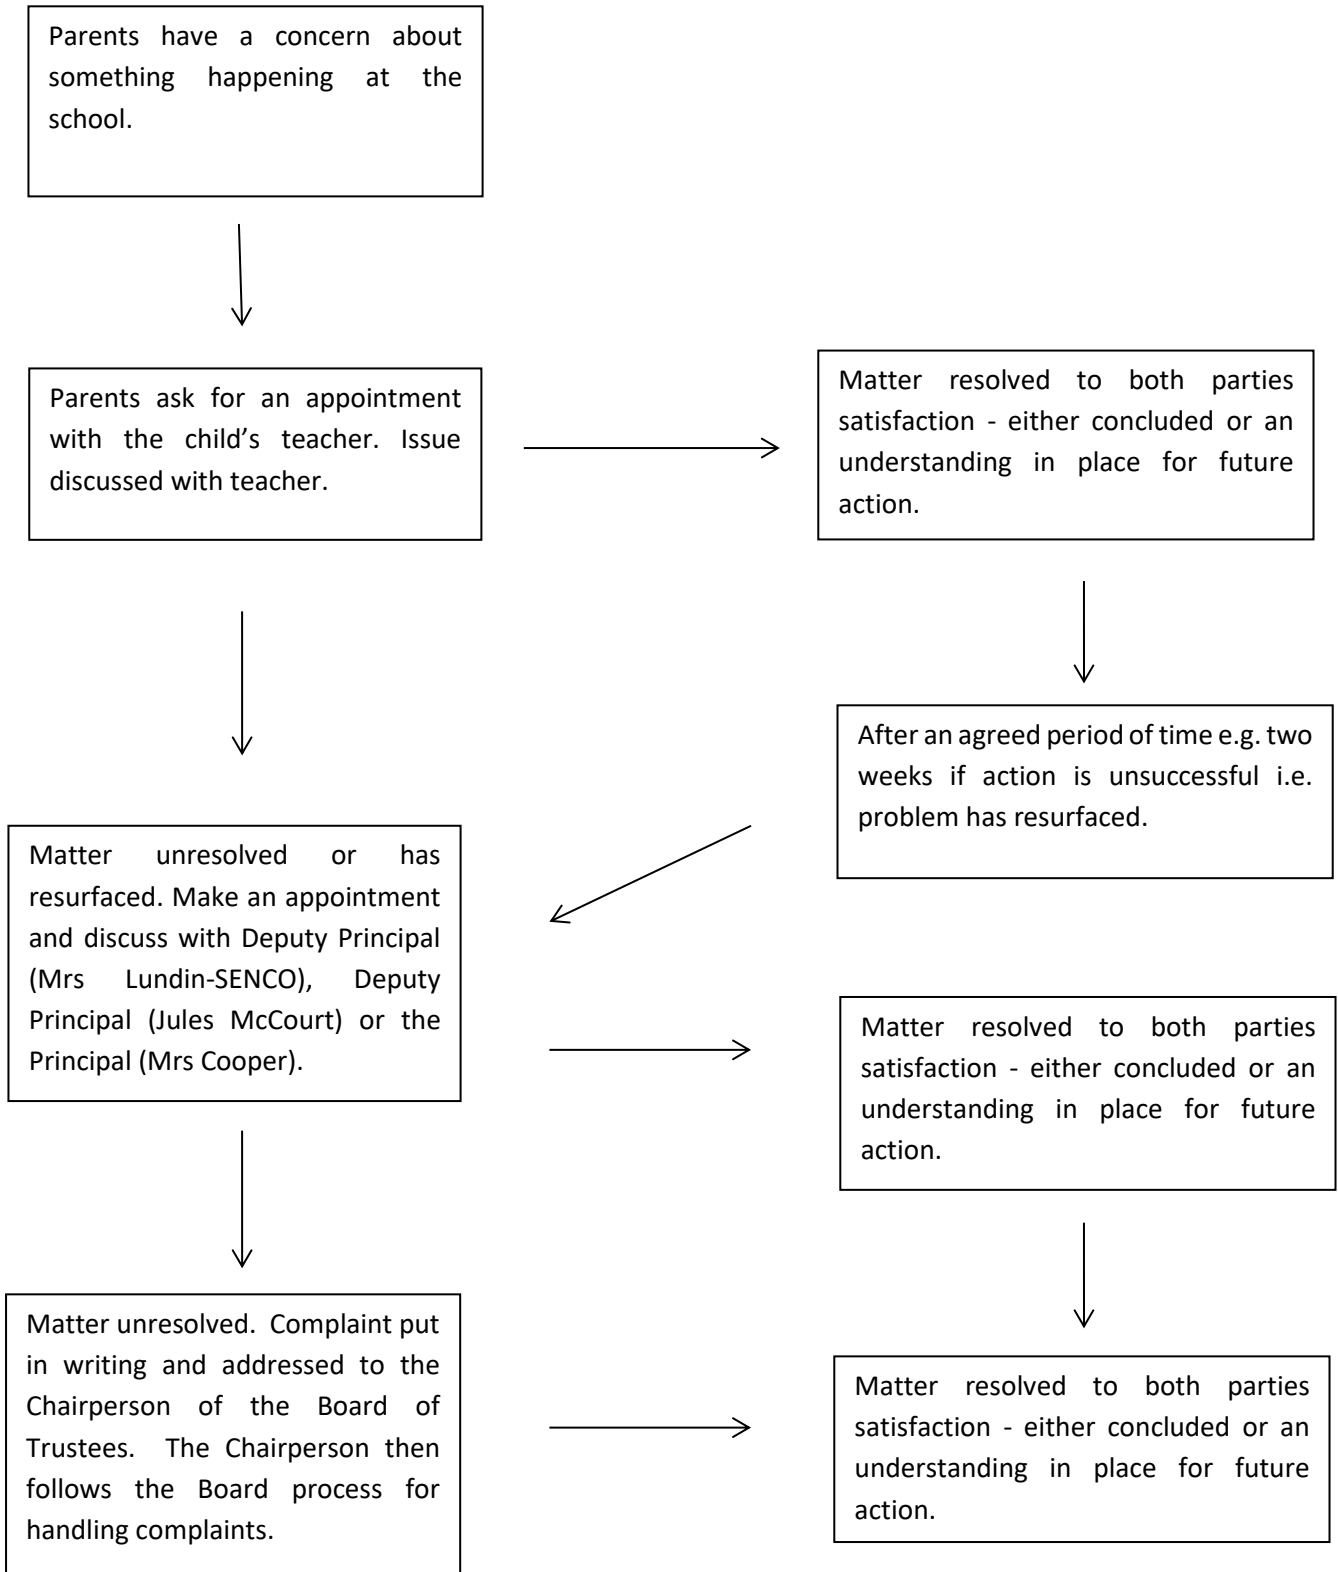 Parents have a concern about
something happening at the
school.
Parents ask for an appointment
with the child’s teacher. Issue
discussed with teacher.
Matter resolved to both parties
satisfaction - either concluded or an
understanding in place for future
action.
After an agreed period of time e.g. two
weeks if action is unsuccessful i.e.
problem has resurfaced.
Matter unresolved or has
resurfaced. Make an appointment
and discuss with Deputy Principal
(Mrs Lundin-SENCO), Deputy
Principal (Jules McCourt) or the
Principal (Mrs Cooper).
Matter resolved to both parties
satisfaction - either concluded or an
understanding in place for future
action.
Matter unresolved. Complaint put
in writing and addressed to the
Chairperson of the Board of
Trustees. The Chairperson then
follows the Board process for
handling complaints.
Matter resolved to both parties
satisfaction - either concluded or an
understanding in place for future
action.